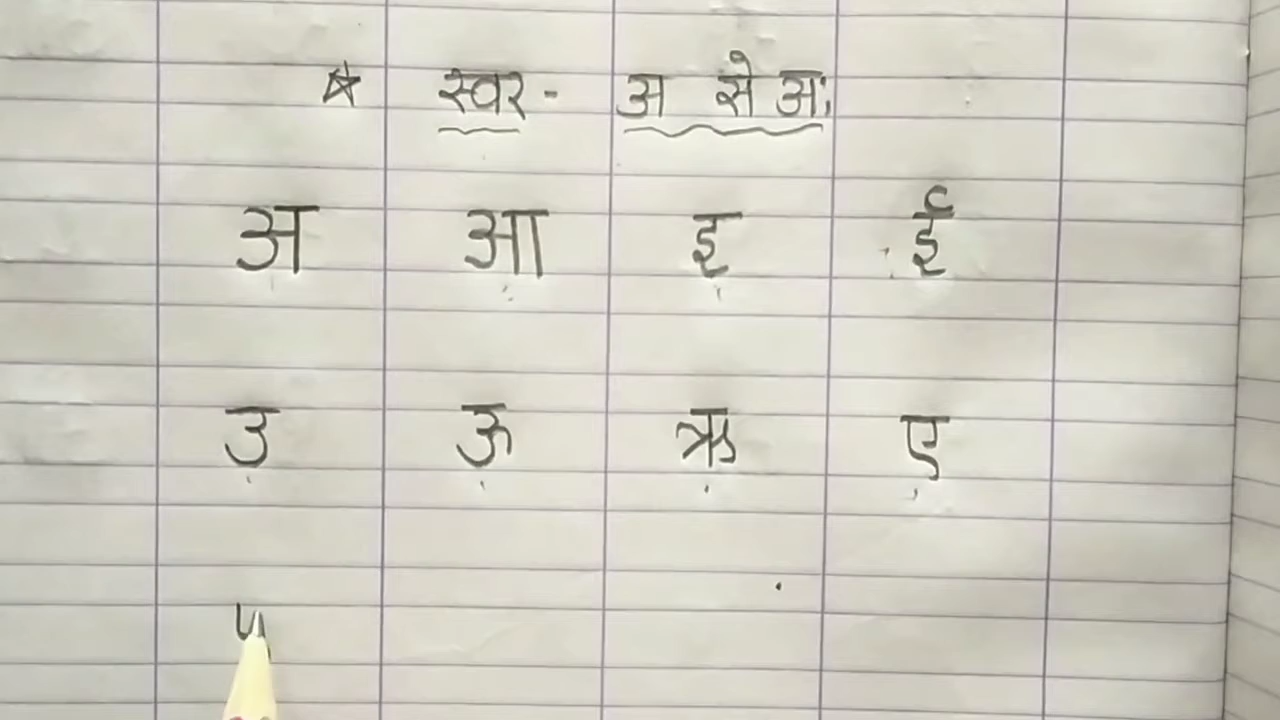 ☆ स्वर - अ से अः
अ आ इ ई
उ ऊ ऋ ए